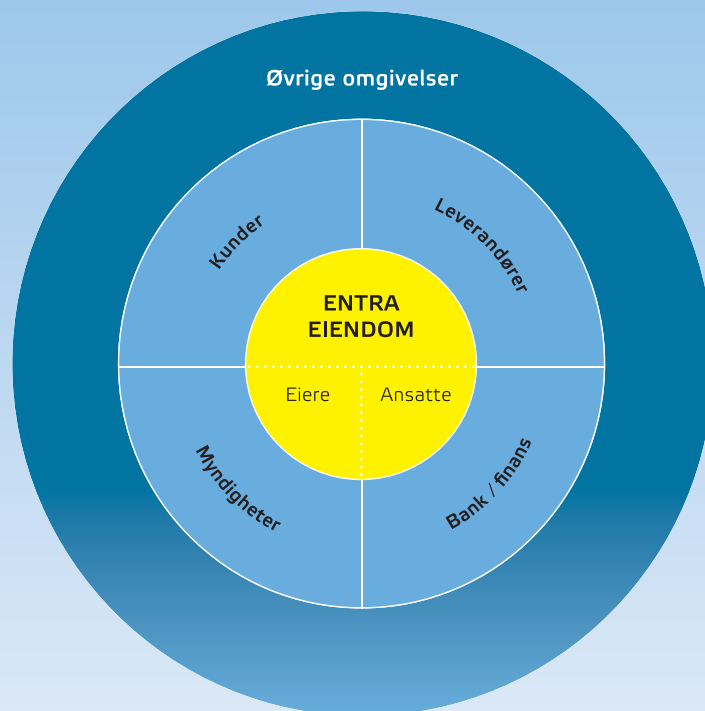 Øvrige omgivelser
Kunder
Leverandører
ENTRA
EIENDOM
Eiere
Ansatte
Myndigheter
Bank / finans